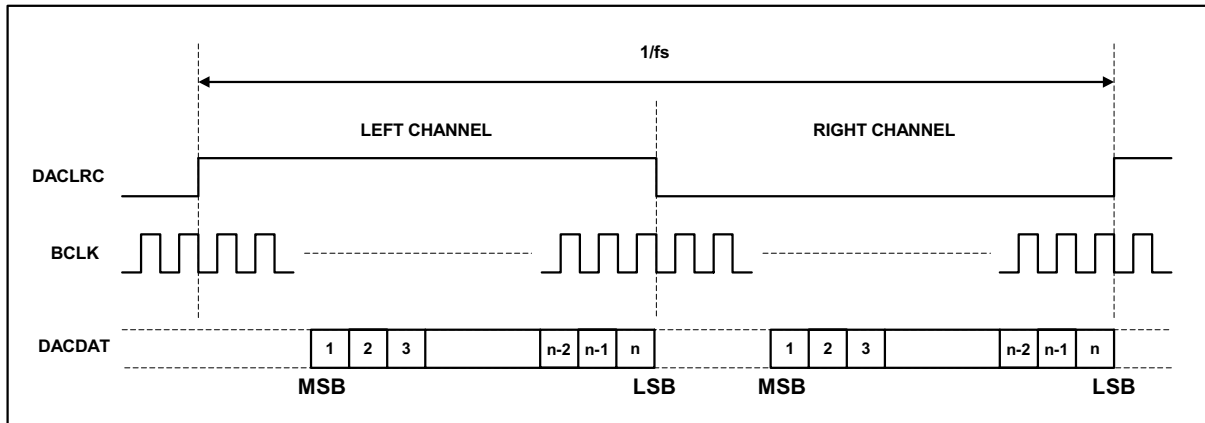 1/fs
LEFT CHANNEL RIGHT CHANNEL
DACLRC
BCLK
DACDAT
1 2 3 n-2 n-1 n 1 2 3 n-2 n-1 n
MSB LSB MSB LSB